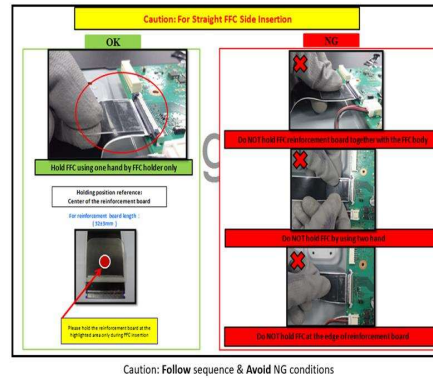 Caution: For Straight FFC Side Insertion
OK
NG
Hold FFC using one hand by FFC holder only
Holding position reference:
Center of the reinforcement board
For reinforcement board length :
Please hold the reinforcement board at the
highlighted area only during FFC insertion
Do NOT hold FFC reinforcement board together with the FFC body
Do NOT hold FFC by using two hand
Do NOT hold FFC at the edge of reinforcement board
Caution: Follow sequence & Avoid NG conditions